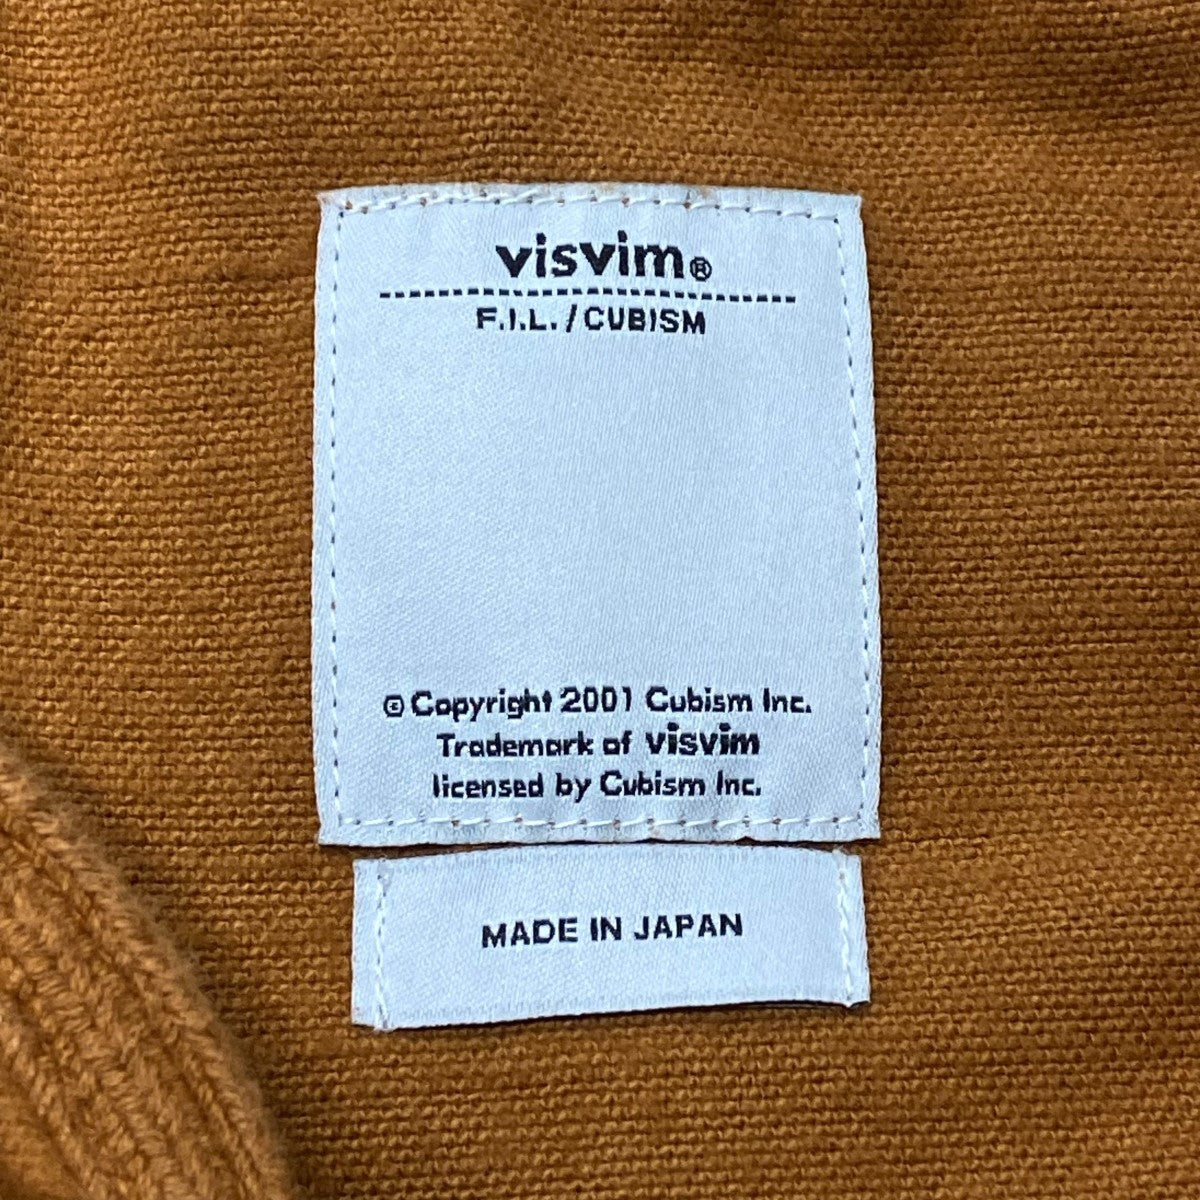 visvim®
F.I.L. / CUBISM
© Copyright 2001 Cubism Inc.
Trademark of visvim
licensed by Cubism Inc.
MADE IN JAPAN